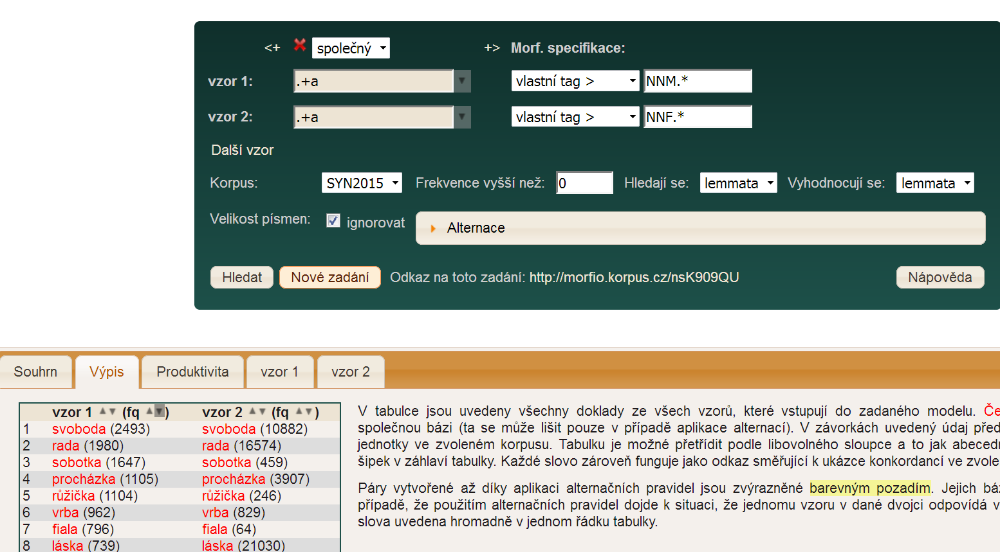 <+ společný +> Morf. specifikace:
vzor 1: .+a vlastní tag > NNM.*
vzor 2: .+a vlastní tag > NNF.*
Další vzor
Korpus: SYN2015 Frekvence vyšší než: 0 Hledají se: lemmata Vyhodnocují se: lemmata
Velikost písmen: ignorovat Alternace
Hledat Nové zadání Odkaz na toto zadání: http://morfio.korpus.cz/nsK909QU Nápověda
Souhrn Výpis Produktivita vzor 1 vzor 2
vzor 1 (fq ) vzor 2 (fq )
1 svoboda (2493) svoboda (10882)
2 rada (1980) rada (16574)
3 sobotka (1647) sobotka (459)
4 procházka (1105) procházka (3907)
5 růžička (1104) růžička (246)
6 vrba (962) vrba (829)
7 fiala (796) fiala (64)
8 láska (739) láska (21030)
V tabulce jsou uvedeny všechny doklady ze všech vzorů, které vstupují do zadaného modelu. Če
společnou bázi (ta se může lišit pouze v případě aplikace alternací). V závorkách uvedený údaj před
jednotky ve zvoleném korpusu. Tabulku je možné přetřídit podle libovolného sloupce a to jak abecedn
šipek v záhlaví tabulky. Každé slovo zároveň funguje jako odkaz směřující k ukázce konkordancí ve zvole
Páry vytvořené až díky aplikaci alternačních pravidel jsou zvýrazněné barevným pozadím. Jejich báz
případě, že použitím alternačních pravidel dojde k situaci, že jednomu vzoru v dané dvojci odpovídá v
slova uvedena hromadně v jednom řádku tabulky.